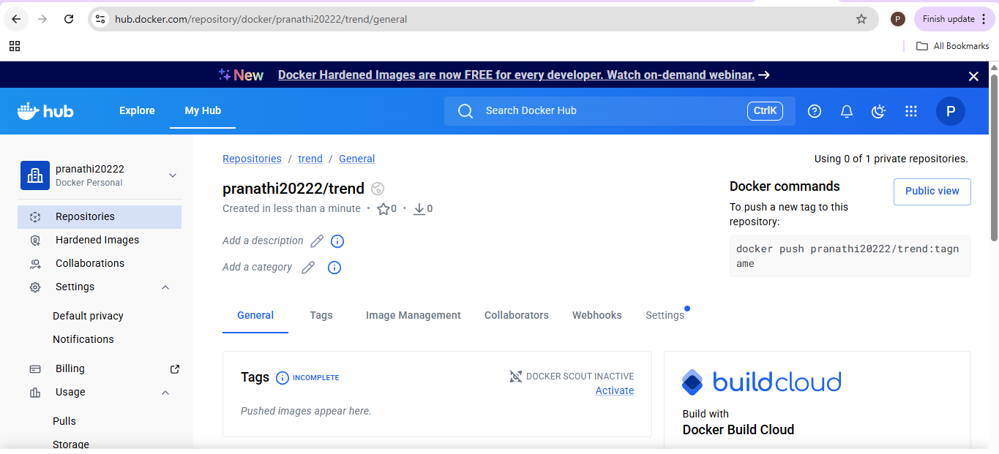 hub.docker.com/repository/docker/pranathi20222/trend/general
P
Finish update
All Bookmarks
New Docker Hardened Images are now FREE for every developer. Watch on-demand webinar.
hub
Explore
My Hub
Search Docker Hub
CtrlK
P
pranathi20222
Docker Personal
Repositories
Hardened Images
Collaborations
Settings
Default privacy
Notifications
Billing
Usage
Pulls
Storage
Repositories / trend / General
Using 0 of 1 private repositories.
pranathi20222/trend
Created in less than a minute · 0 · 0
Add a description
Add a category
Docker commands
Public view
To push a new tag to this
repository:
docker push pranathi20222/trend:tagn
ame
General
Tags
Image Management
Collaborators
Webhooks
Settings
Tags INCOMPLETE
DOCKER SCOUT INACTIVE
Activate
Pushed images appear here.
buildcloud
Build with
Docker Build Cloud